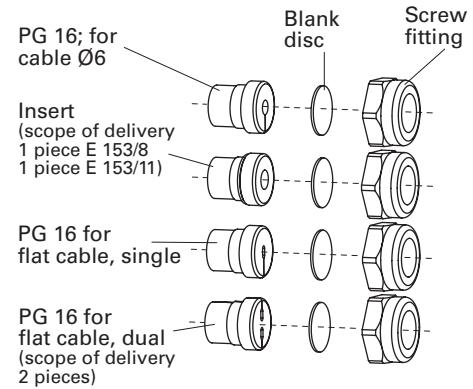 PG 16; for
cable Ø6
Blank
disc
Screw
fitting
Insert
(scope of delivery
1 piece E 153/8
1 piece E 153/11)
PG 16 for
flat cable, single
PG 16 for
flat cable, dual
(scope of delivery
2 pieces)